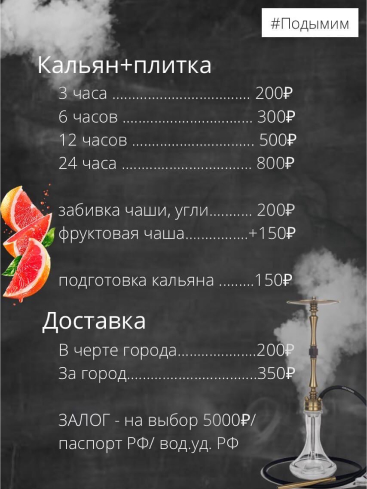 #Подымим
Кальян+плитка
3 часа ................................. 200₽
6 часов ............................... 300₽
12 часов ............................. 500₽
24 часа ............................... 800₽
забивка чаши, угли........... 200₽
фруктовая чаша................+150₽
подготовка кальяна .........150₽
Доставка
В черте города....................200₽
За город.................................350₽
ЗАЛОГ - на выбор 5000₽/
паспорт РФ/ вод.уд. РФ